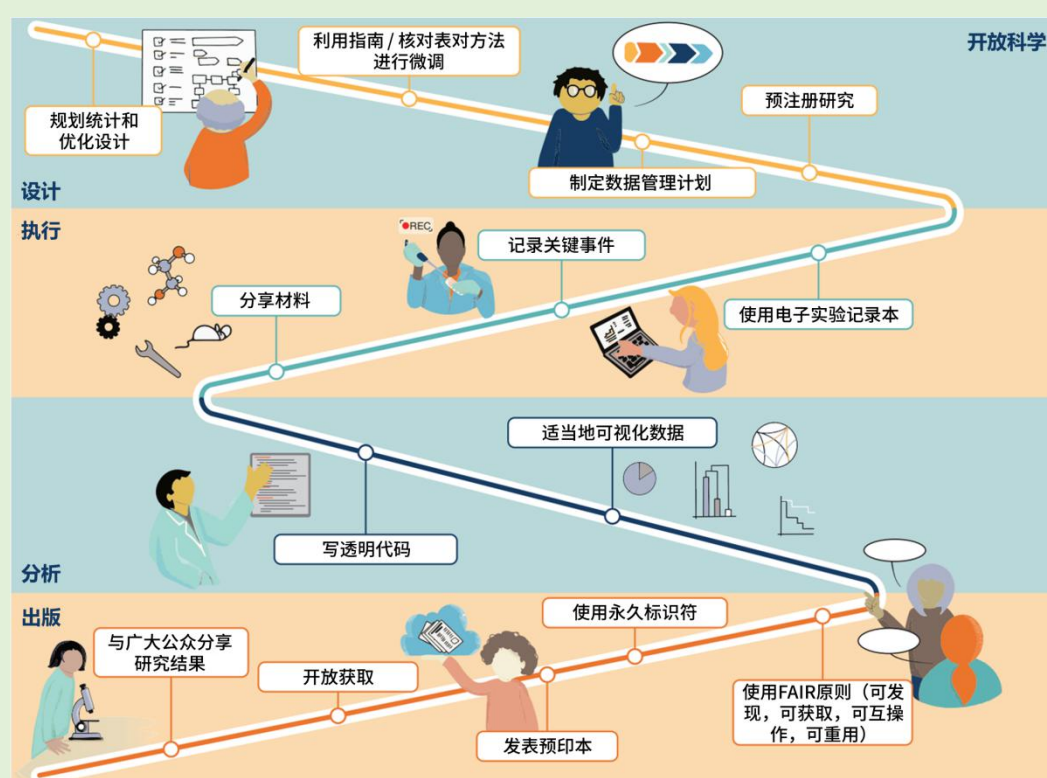 开放科学
利用指南 / 核对表对方法
进行微调
预注册研究
规划统计和
优化设计
制定数据管理计划
设计
执行
REC
记录关键事件
分享材料
使用电子实验记录本
适当地可视化数据
写透明代码
分析
出版
使用永久标识符
与广大公众分享
研究结果
开放获取
使用FAIR原则（可发
现，可获取，可互操
作，可重用）
发表预印本